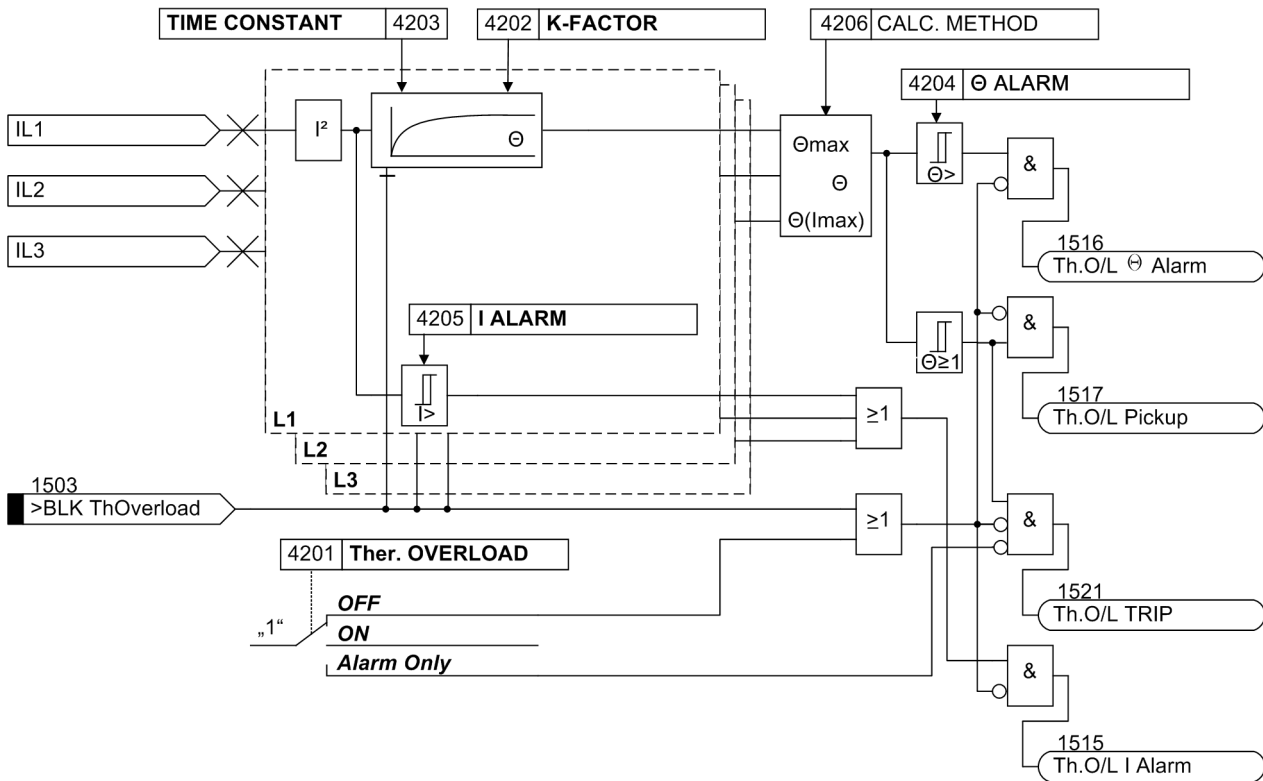 TIME CONSTANT 4203
4202 K-FACTOR
4206 CALC. METHOD
4204 Θ ALARM
IL1
I²
Θ
Θmax
Θ
Θ(Imax)
Θ>
&
IL2
IL3
1516
Th.O/L Θ Alarm
4205 I ALARM
I>
Θ≥1
&
1517
Th.O/L Pickup
≥1
L1
L2
L3
1503
>BLK ThOverload
≥1
&
4201 Ther. OVERLOAD
1521
Th.O/L TRIP
„1“
OFF
ON
Alarm Only
&
1515
Th.O/L I Alarm